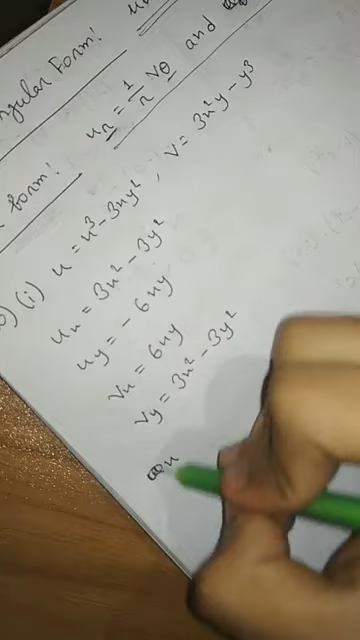 gular Form!
u_r = 1/r v_θ and
form!
(i) u = x³ - 3xy² , v = 3x²y - y³
u_x = 3x² - 3y²
u_y = - 6xy
v_x = 6xy
v_y = 3x² - 3y²
u